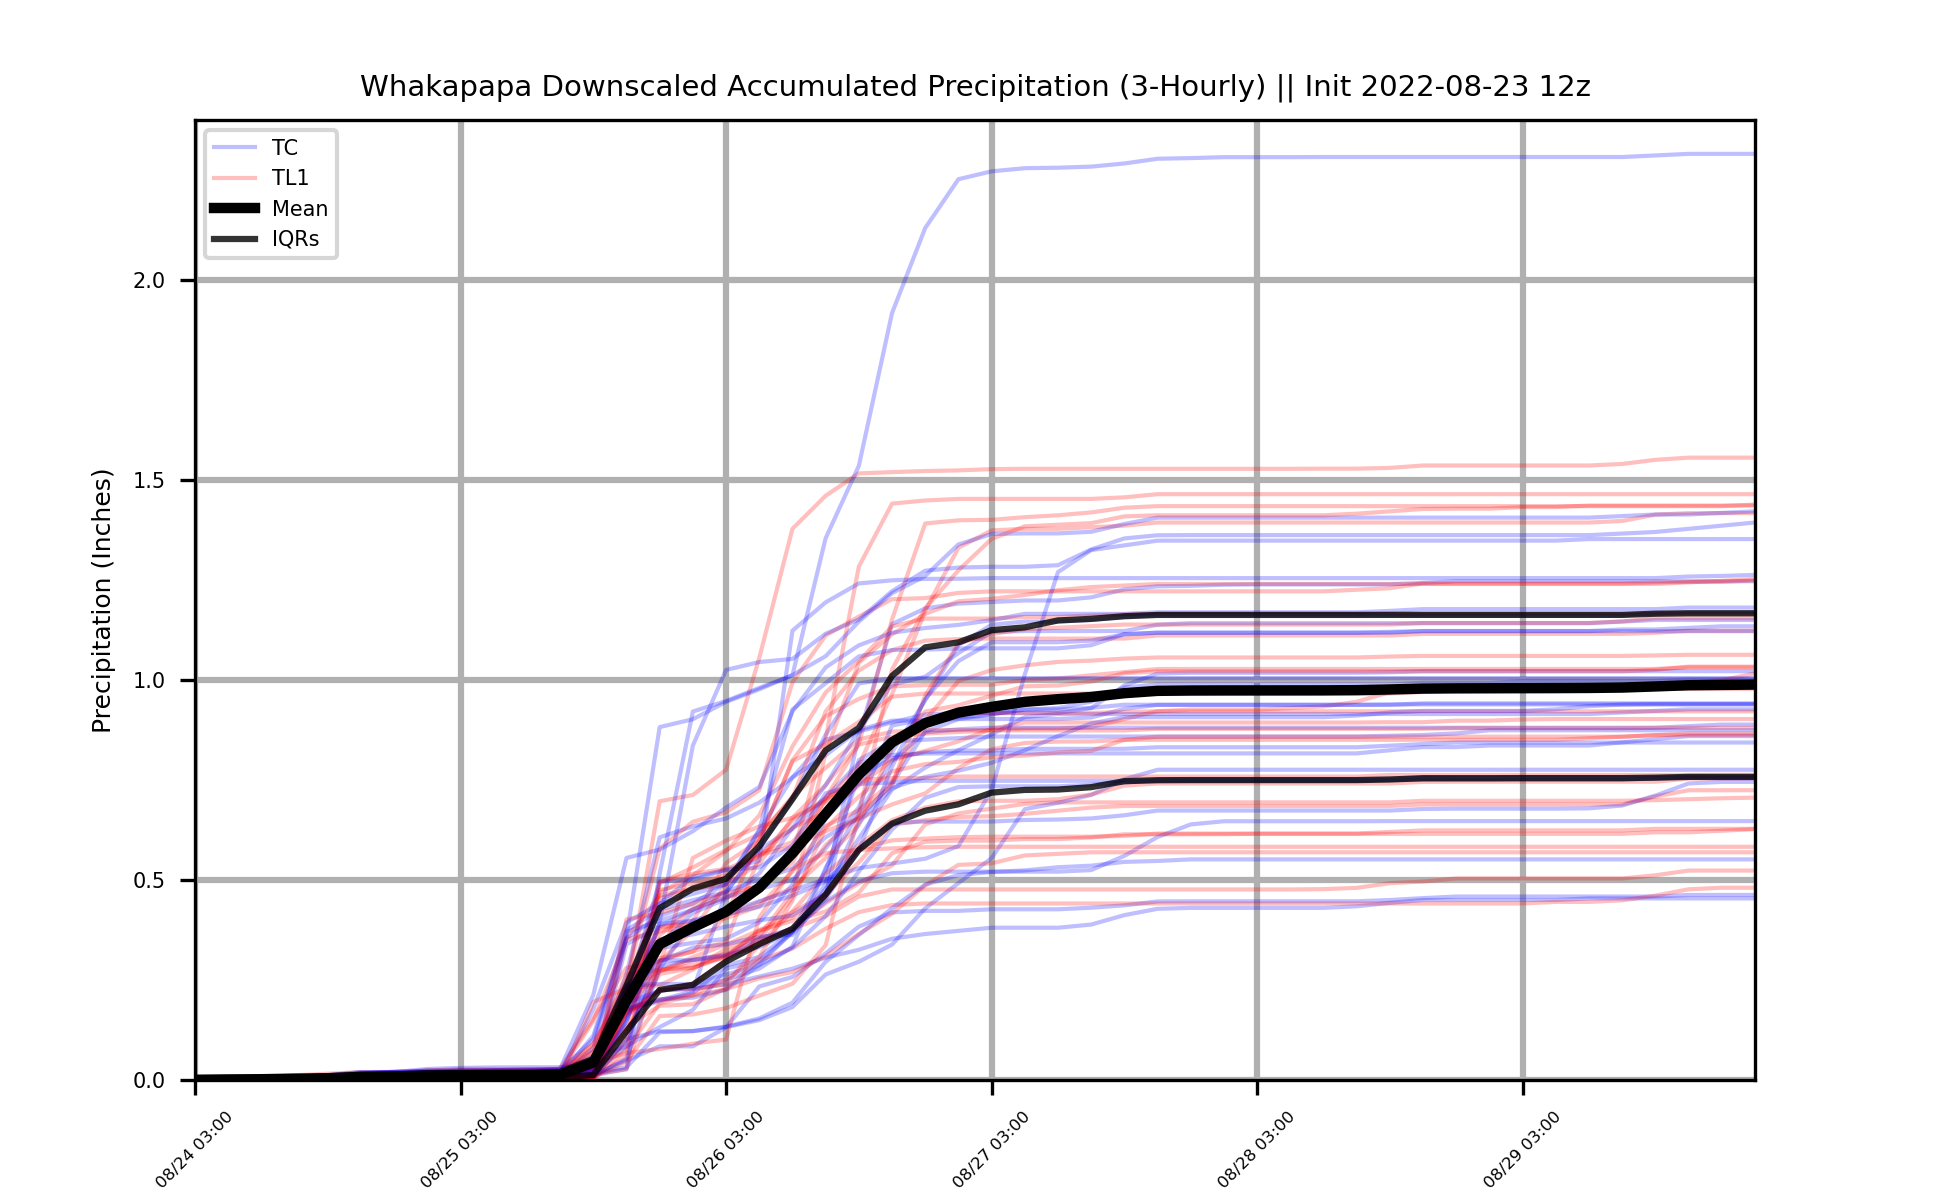 Whakapapa Downscaled Accumulated Precipitation (3-Hourly) || Init 2022-08-23 12z
TC
TL1
Mean
IQRs
Precipitation (Inches)
2.0
1.5
1.0
0.5
0.0
08/24 03:00
08/25 03:00
08/26 03:00
08/27 03:00
08/28 03:00
08/29 03:00